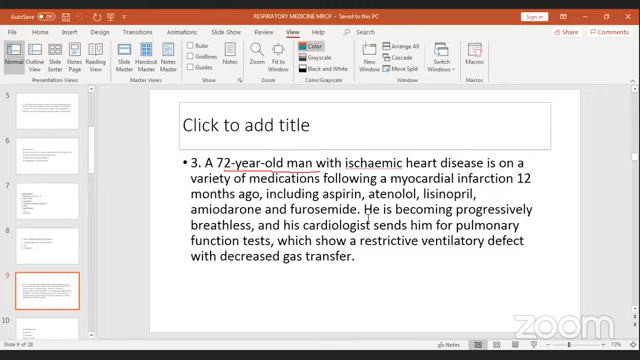 AutoSave Off
RESPIRATORY MEDICINE MRCP - Saved to this PC
Sign in
File Home Insert Design Transitions Animations Slide Show Review View Help Search Share Comments
Normal Outline View Slide Sorter Notes Page Reading View
Slide Master Handout Master Notes Master
Ruler
Gridlines
Guides
Notes
Zoom Fit to Window
Color
Grayscale
Black and White
New Window
Arrange All
Cascade
Move Split
Switch Windows
Macros
Presentation Views Master Views Show Zoom Color/Grayscale Window Macros
5
6
7
8
9
10
Click to add title
• 3. A 72-year-old man with ischaemic heart disease is on a
variety of medications following a myocardial infarction 12
months ago, including aspirin, atenolol, lisinopril,
amiodarone and furosemide. He is becoming progressively
breathless, and his cardiologist sends him for pulmonary
function tests, which show a restrictive ventilatory defect
with decreased gas transfer.
zoom
Slide 9 of 28
Notes
72%